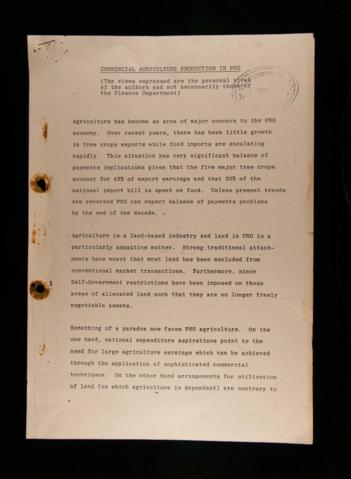 COMMERCIAL AGRICULTURE PRODUCTION IN PNG
(The views expressed are the personal views
of the authors and not necessarily those of
the Finance Department)
Agriculture has become an area of major concern to the PNG
economy. Over recent years, there has been little growth
in tree crops exports while food imports are escalating
rapidly. This situation has very significant balance of
payments implications given that the five major tree crops
account for 40% of export earnings and that 20% of the
national import bill is spent on food. Unless present trends
are reversed PNG can expect balance of payments problems
by the end of the decade.
Agriculture is a land-based industry and land in PNG is a
particularly sensitive matter. Strong traditional attach-
ments have meant that most land has been excluded from
conventional market transactions. Furthermore, since
Self-Government restrictions have been imposed on those
areas of alienated land such that they are no longer freely
negotiable assets.
Something of a paradox now faces PNG agriculture. On the
one hand, national expenditure aspirations point to the
need for large agriculture earnings which can be achieved
through the application of sophisticated commercial
techniques. On the other hand arrangements for utilization
of land (on which agriculture is dependant) are contrary to